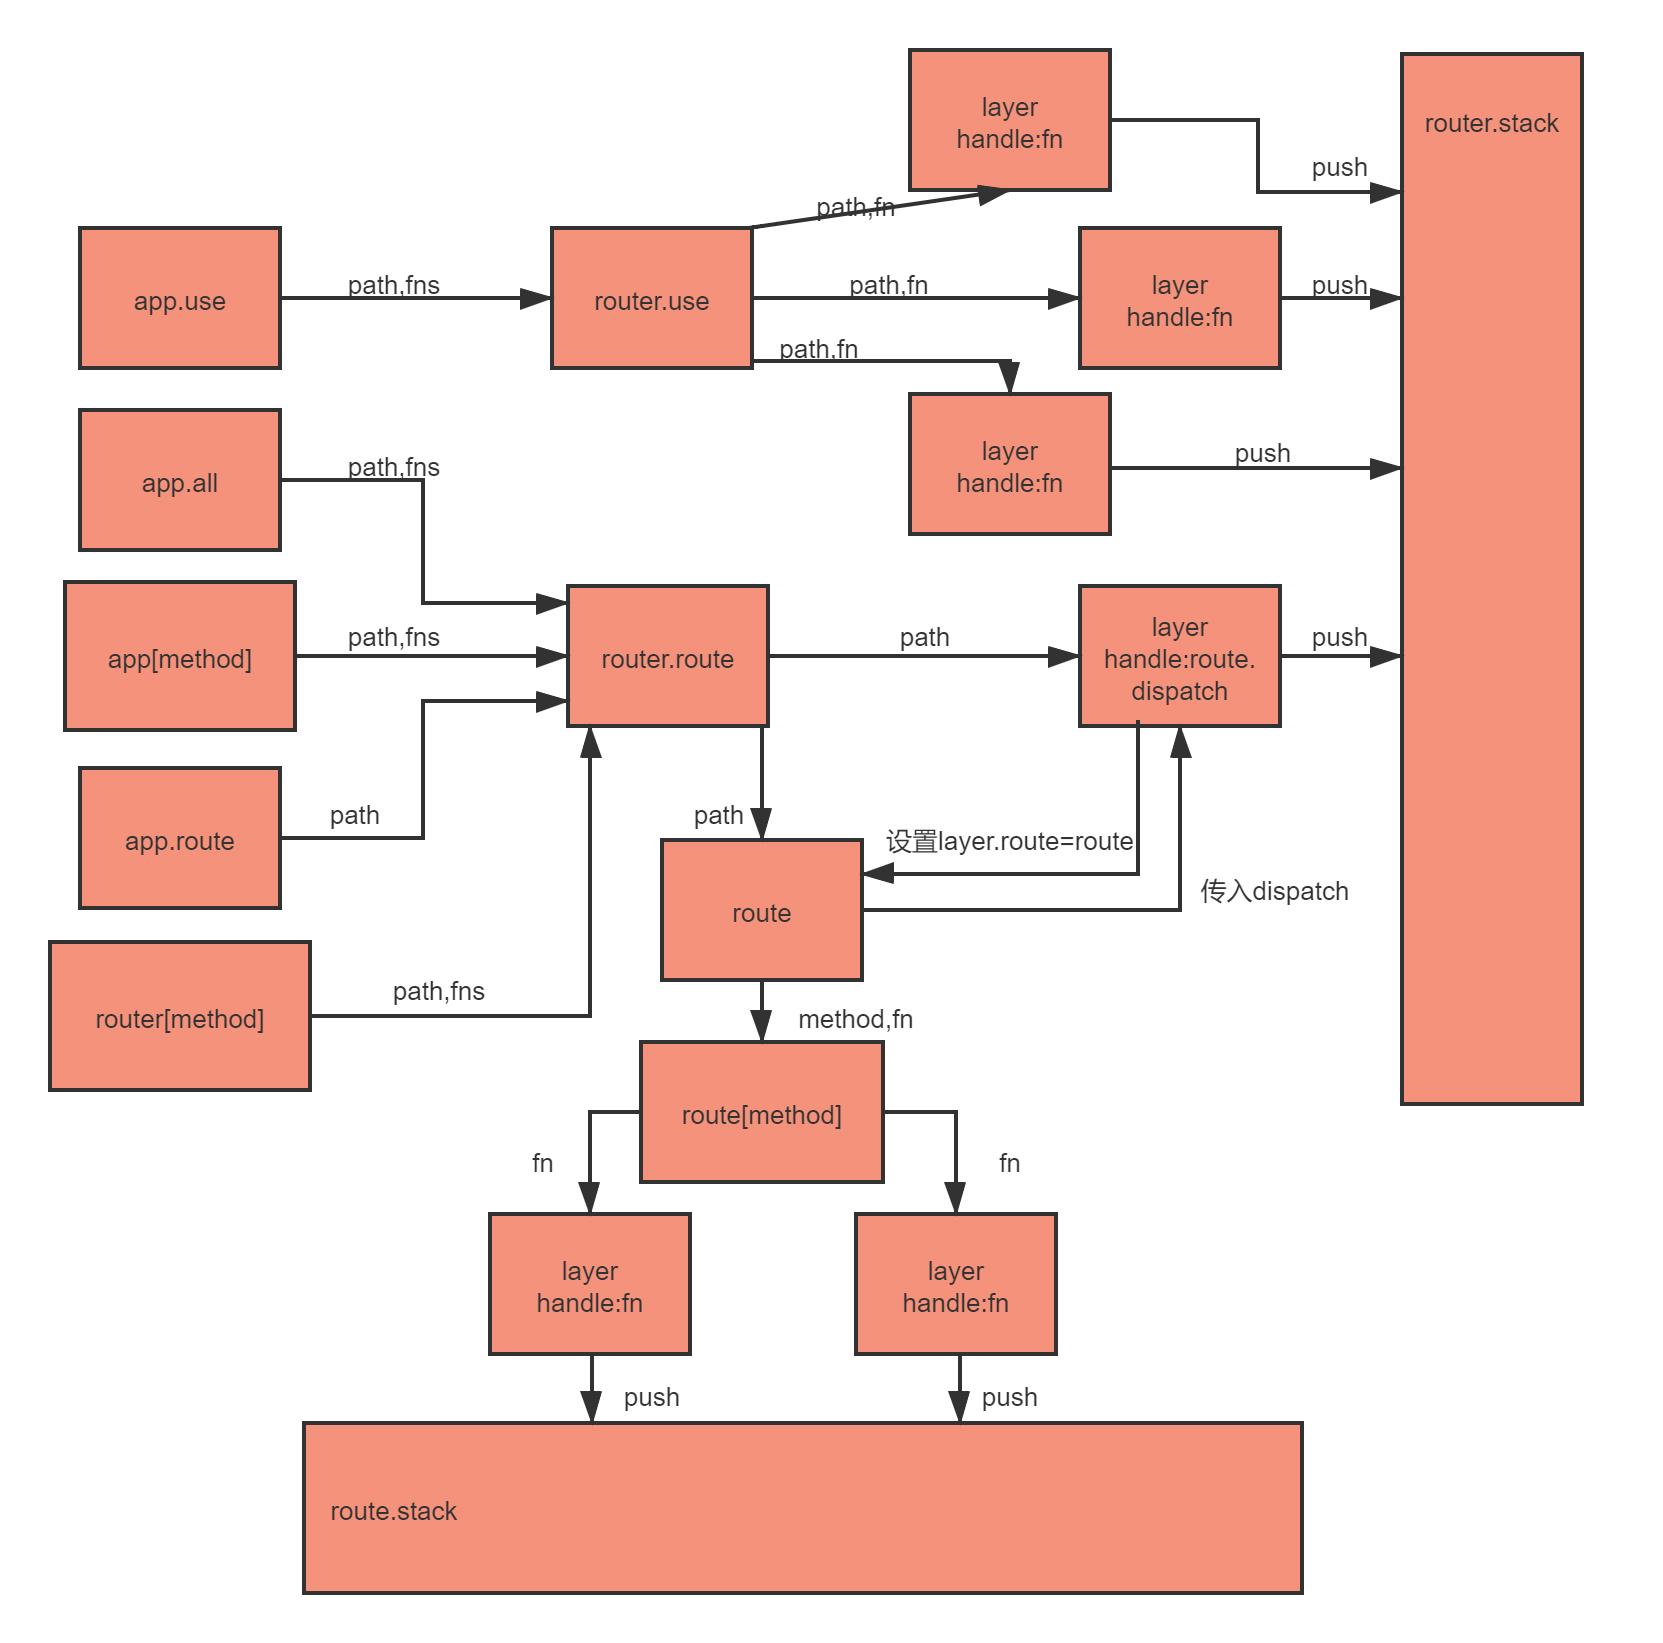 layer
handle:fn
router.stack
push
path,fn
app.use
path,fns
router.use
path,fn
layer
handle:fn
push
path,fn
app.all
path,fns
layer
handle:fn
push
app[method]
path,fns
router.route
path
layer
handle:route.
dispatch
push
app.route
path
path
设置layer.route=route
传入dispatch
route
router[method]
path,fns
method,fn
route[method]
fn
fn
layer
handle:fn
layer
handle:fn
push
push
route.stack